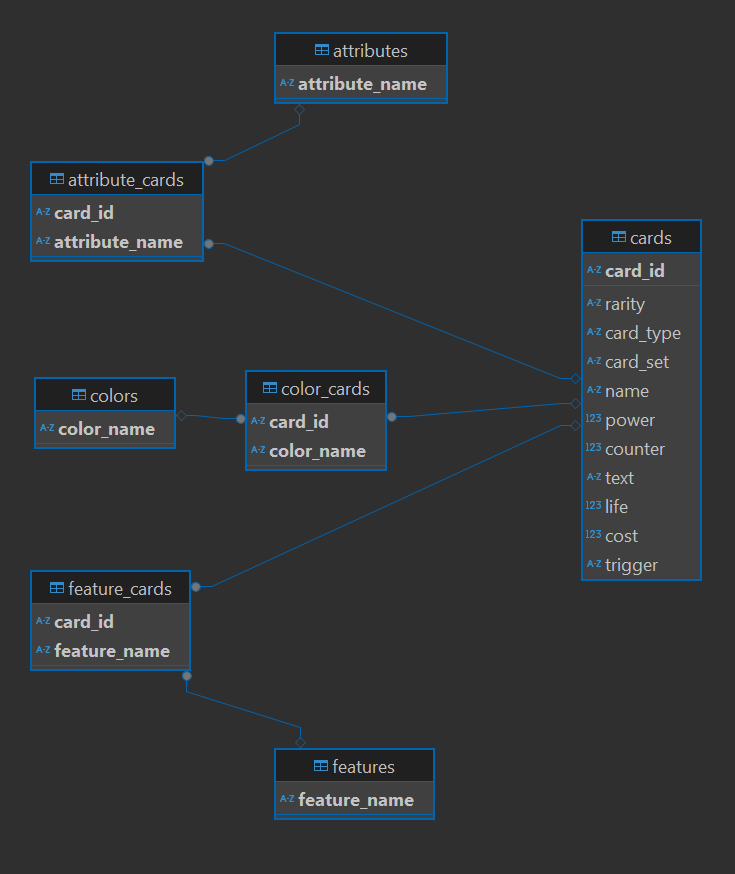 attributes
A-Z attribute_name
attribute_cards
A-Z card_id
A-Z attribute_name
cards
A-Z card_id
A-Z rarity
A-Z card_type
A-Z card_set
A-Z name
123 power
123 counter
A-Z text
123 life
123 cost
A-Z trigger
colors
A-Z color_name
color_cards
A-Z card_id
A-Z color_name
feature_cards
A-Z card_id
A-Z feature_name
features
A-Z feature_name